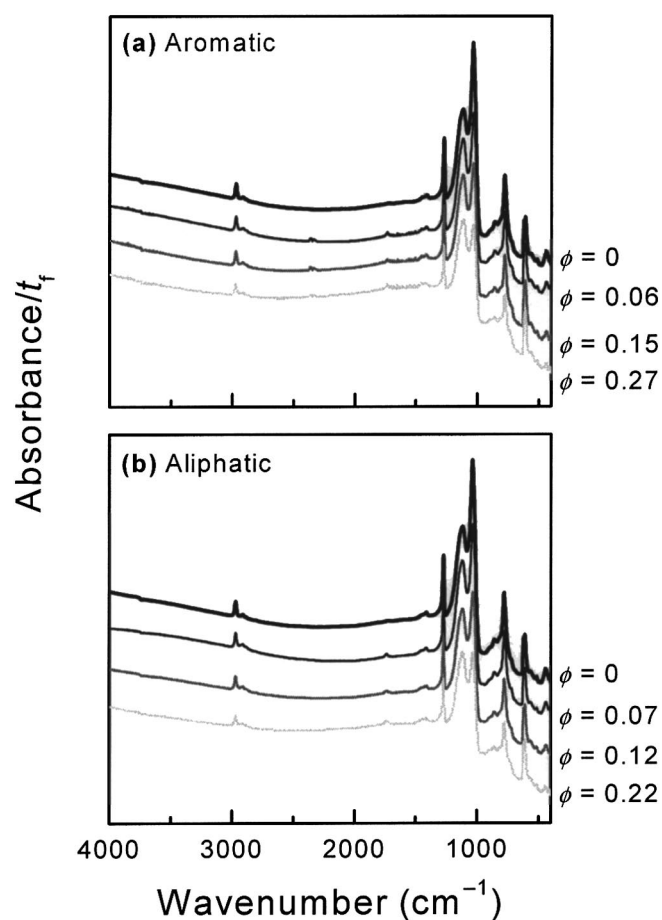 Absorbance/t_f
(a) Aromatic
ϕ = 0
ϕ = 0.06
ϕ = 0.15
ϕ = 0.27
(b) Aliphatic
ϕ = 0
ϕ = 0.07
ϕ = 0.12
ϕ = 0.22
4000 3000 2000 1000
Wavenumber (cm⁻¹)